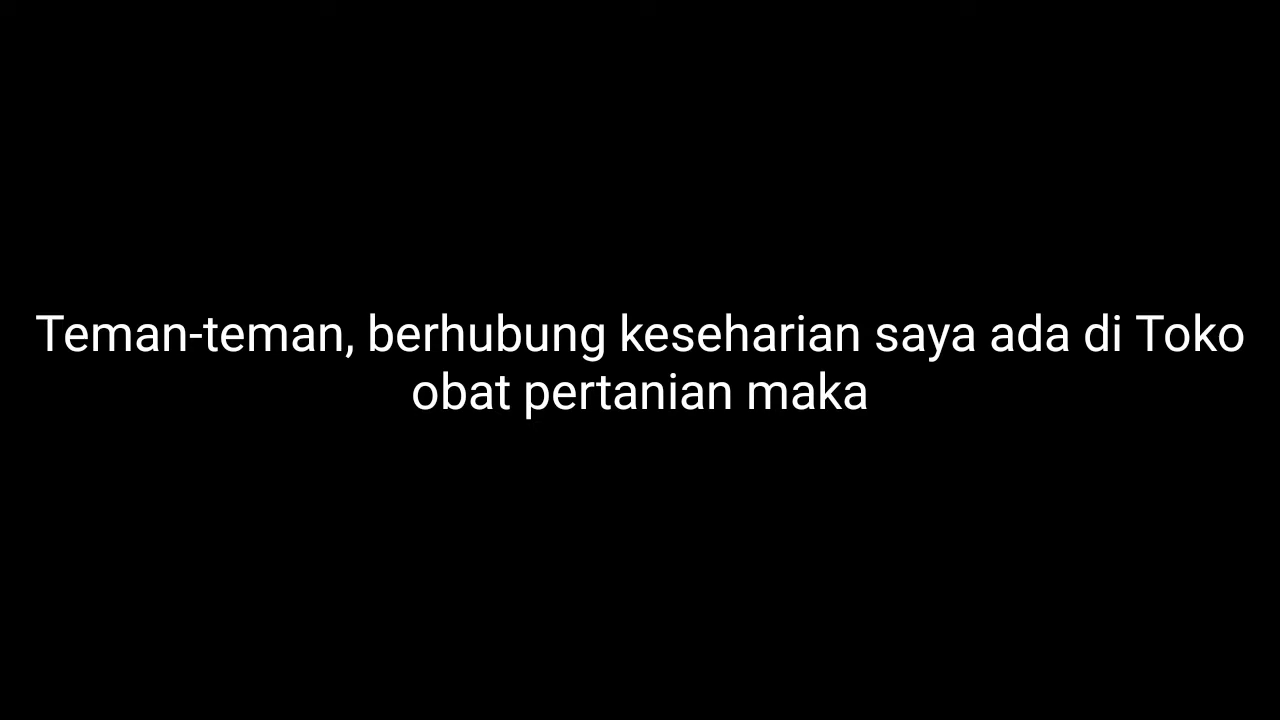 Teman-teman, berhubung keseharian saya ada di Toko
obat pertanian maka